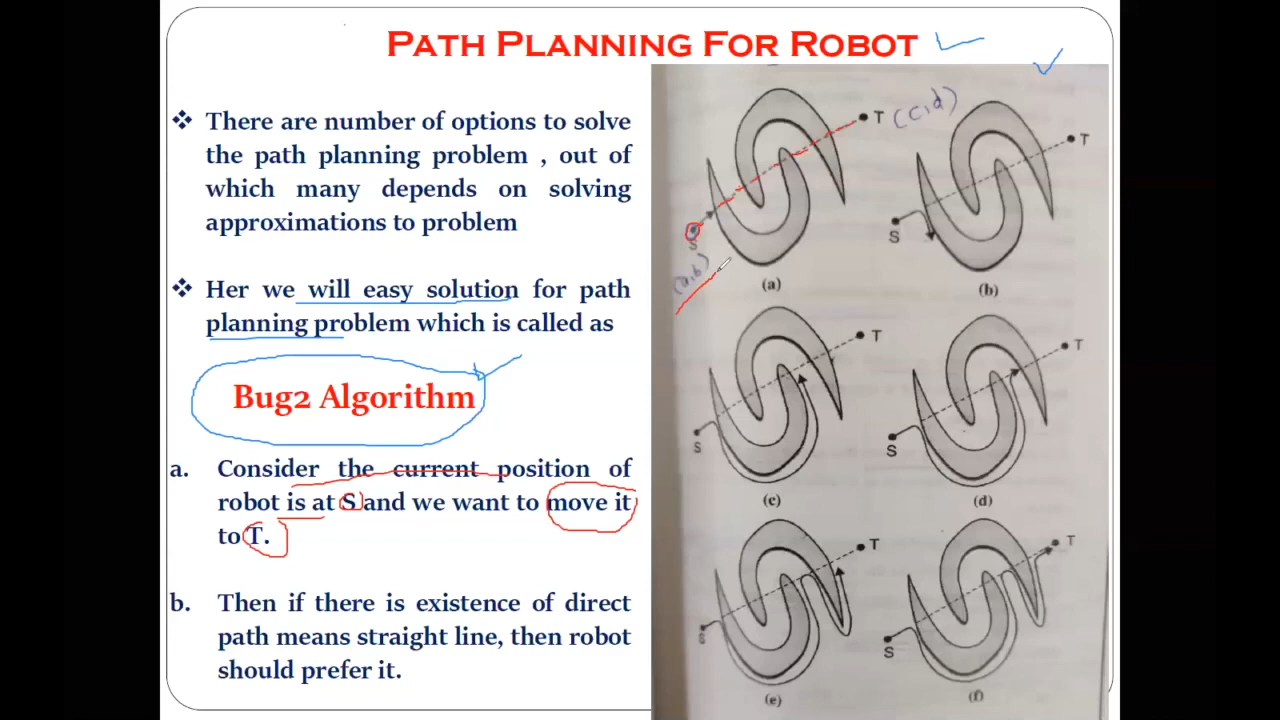 PATH PLANNING FOR ROBOT
❖ There are number of options to solve
the path planning problem , out of
which many depends on solving
approximations to problem
❖ Her we will easy solution for path
planning problem which is called as
Bug2 Algorithm
a. Consider the current position of
robot is at S and we want to move it
to T.
b. Then if there is existence of direct
path means straight line, then robot
should prefer it.
T (c,d)
S
(a,b)
(a)
T
S
(b)
T
S
(c)
T
S
(d)
T
S
(e)
T
S
(f)